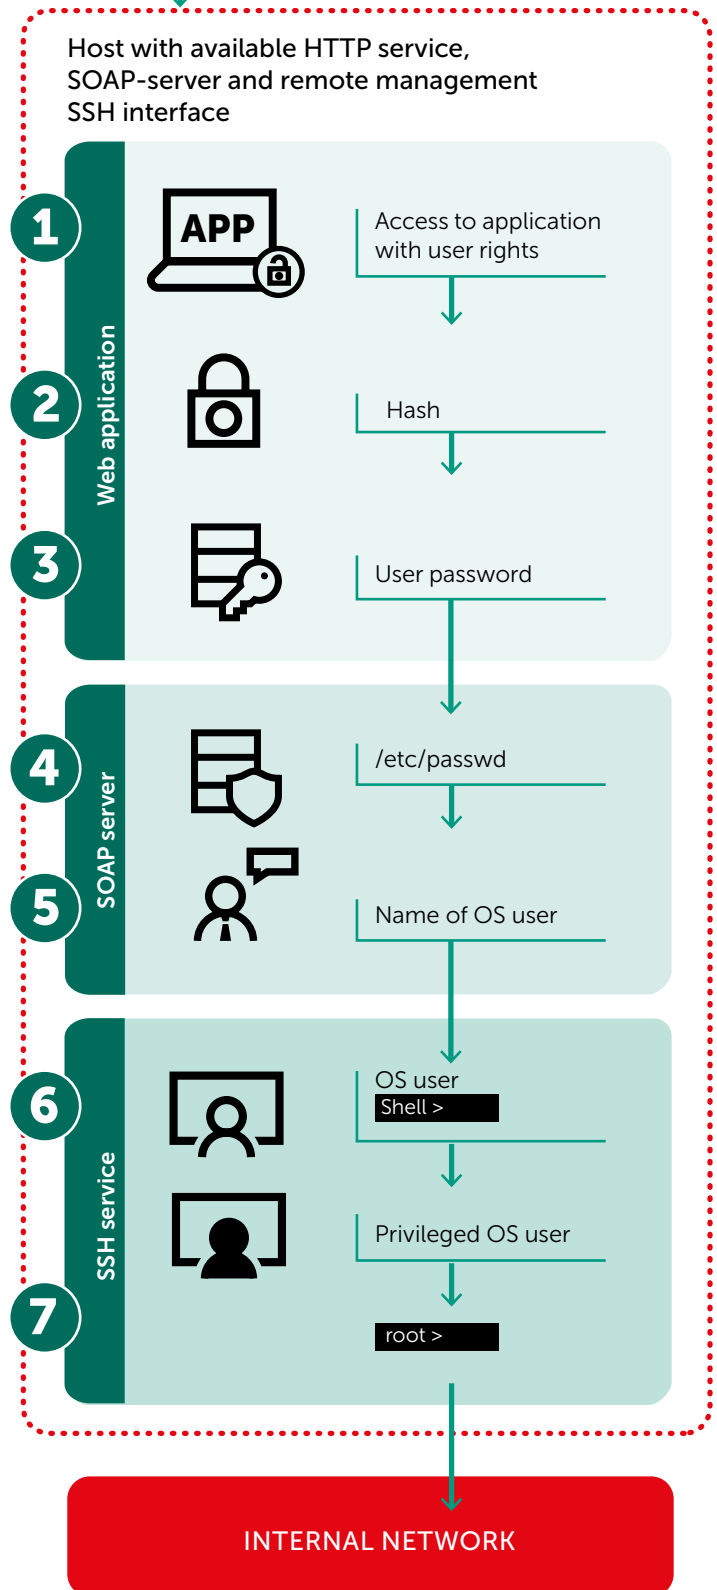 Host with available HTTP service,
SOAP-server and remote management
SSH interface
Web application
1
APP
Access to application
with user rights
2
Hash
3
User password
SOAP server
4
/etc/passwd
5
Name of OS user
SSH service
6
OS user
Shell >
Privileged OS user
7
root >
INTERNAL NETWORK